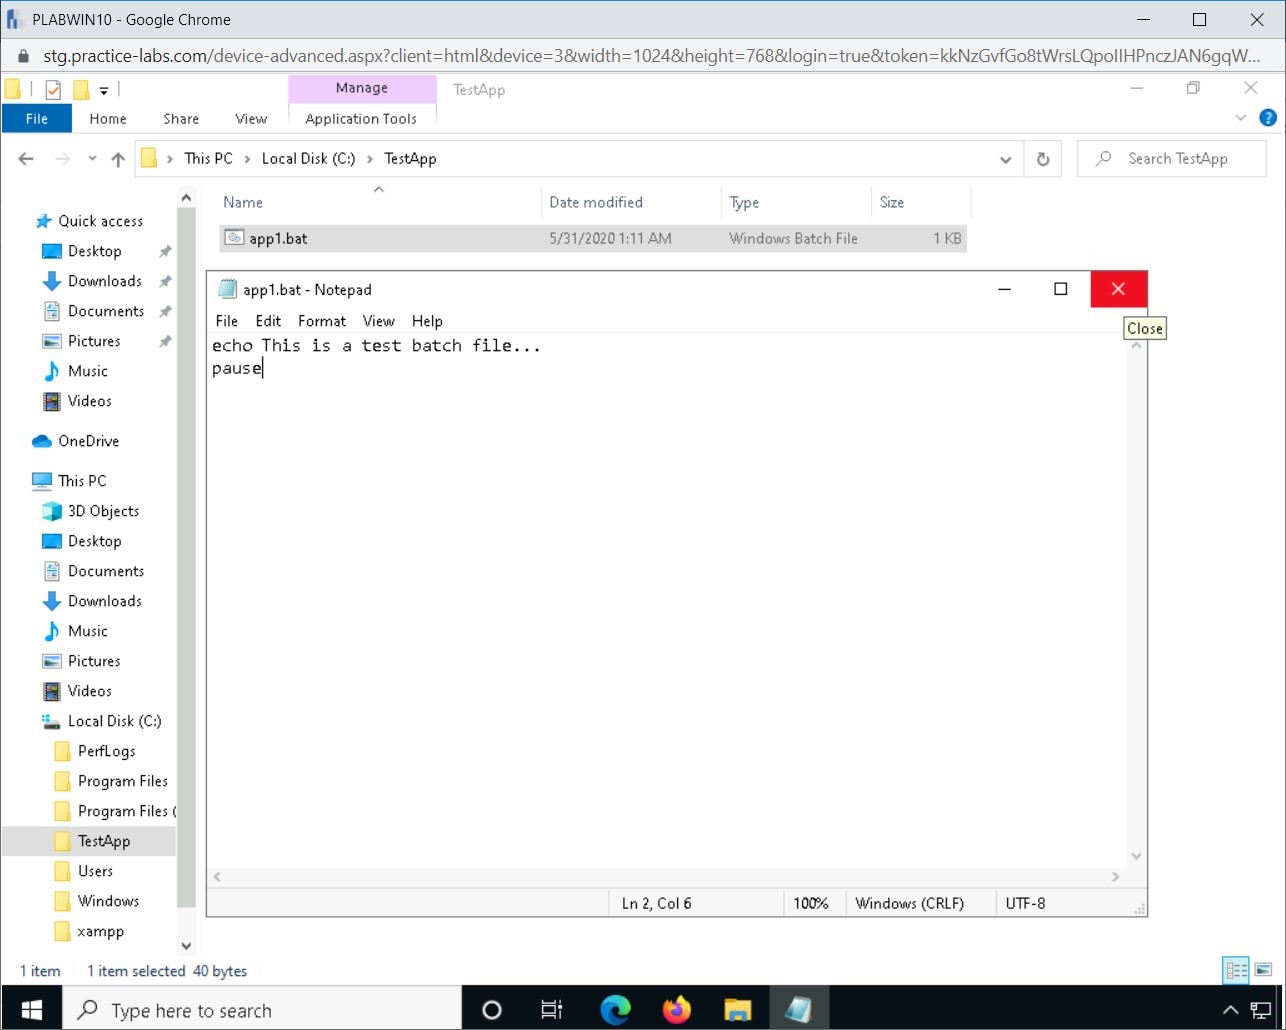 PLABWIN10 - Google Chrome
stg.practice-labs.com/device-advanced.aspx?client=html&device=3&width=1024&height=768&login=true&token=kkNzGvfGo8tWrsLQpoIIHPnczJAN6gqW...
Manage
TestApp
File
Home
Share
View
Application Tools
This PC > Local Disk (C:) > TestApp
Search TestApp
Name
Date modified
Type
Size
app1.bat
5/31/2020 1:11 AM
Windows Batch File
1 KB
Quick access
Desktop
Downloads
Documents
Pictures
Music
Videos
OneDrive
This PC
3D Objects
Desktop
Documents
Downloads
Music
Pictures
Videos
Local Disk (C:)
PerfLogs
Program Files
Program Files (
TestApp
Users
Windows
xampp
app1.bat - Notepad
File Edit Format View Help
Close
echo This is a test batch file...
pause
Ln 2, Col 6
100%
Windows (CRLF)
UTF-8
1 item
1 item selected 40 bytes
Type here to search